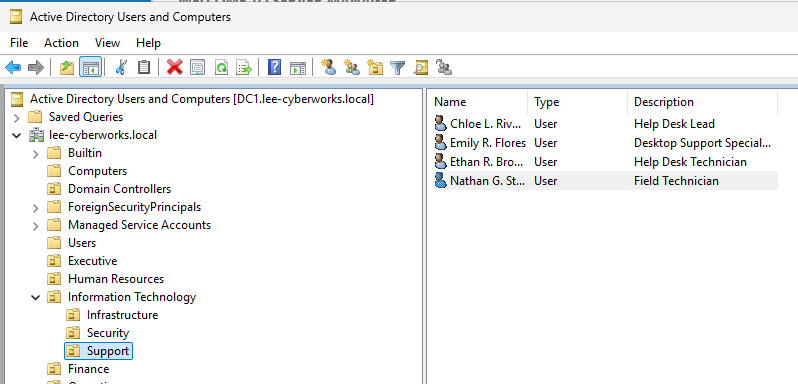 Active Directory Users and Computers
File Action View Help
Active Directory Users and Computers [DC1.lee-cyberworks.local]
Saved Queries
lee-cyberworks.local
Builtin
Computers
Domain Controllers
ForeignSecurityPrincipals
Managed Service Accounts
Users
Executive
Human Resources
Information Technology
Infrastructure
Security
Support
Finance
Name Type Description
Chloe L. Riv... User Help Desk Lead
Emily R. Flores User Desktop Support Special...
Ethan R. Bro... User Help Desk Technician
Nathan G. St... User Field Technician